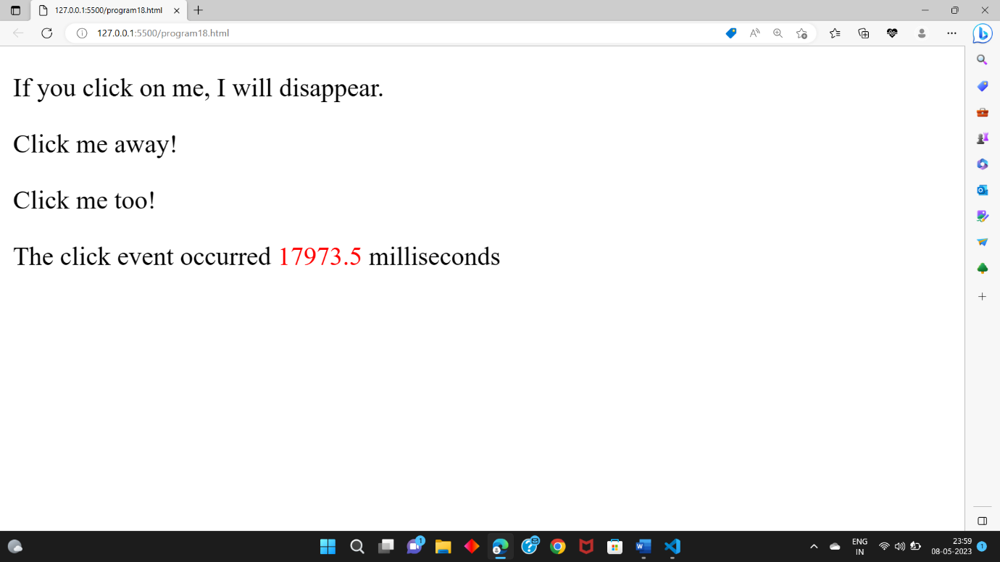 127.0.0.1:5500/program18.html
127.0.0.1:5500/program18.html
If you click on me, I will disappear.
Click me away!
Click me too!
The click event occurred 17973.5 milliseconds
1
ENG
IN
23:59
08-05-2023
1